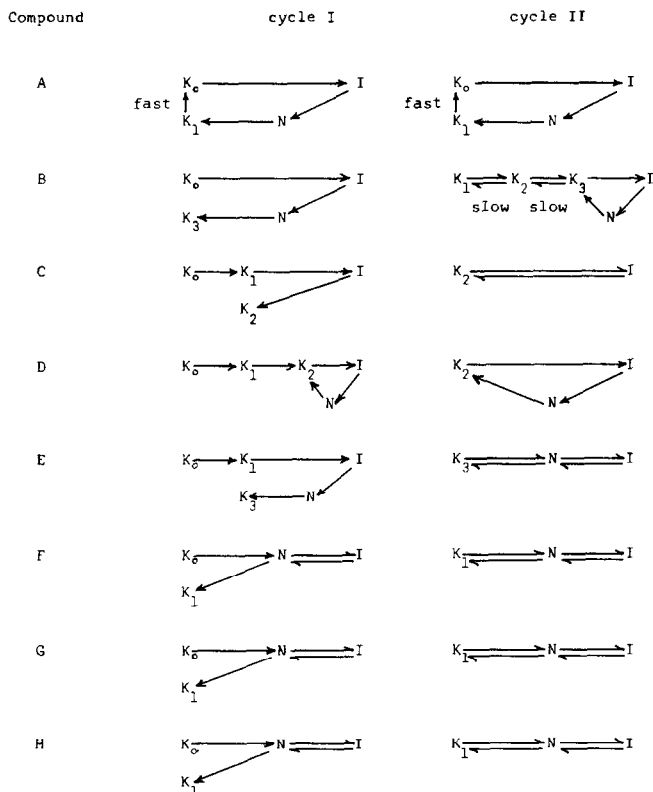 Compound cycle I cycle II
A K₀ I K₀ I
fast fast
K₁ N K₁ N
B K₀ I K₁ K₂ K₃ I
slow slow
K₃ N N
C K₀ K₁ I K₂ I
K₂
D K₀ K₁ K₂ I K₂ I
N N
E K₀ K₁ I K₃ N I
K₃ N
F K₀ N I K₁ N I
K₁
G K₀ N I K₁ N I
K₁
H K₀ N I K₁ N I
K₁